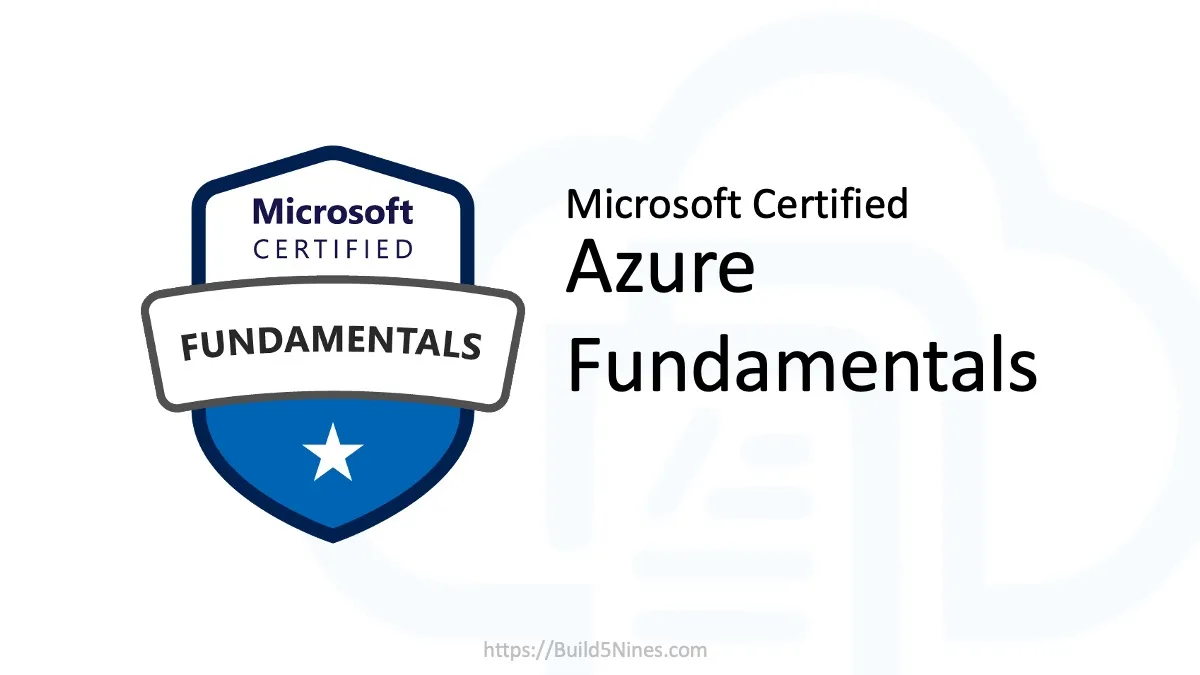 Microsoft
CERTIFIED
FUNDAMENTALS
Microsoft Certified
Azure
Fundamentals
https://Build5Nines.com